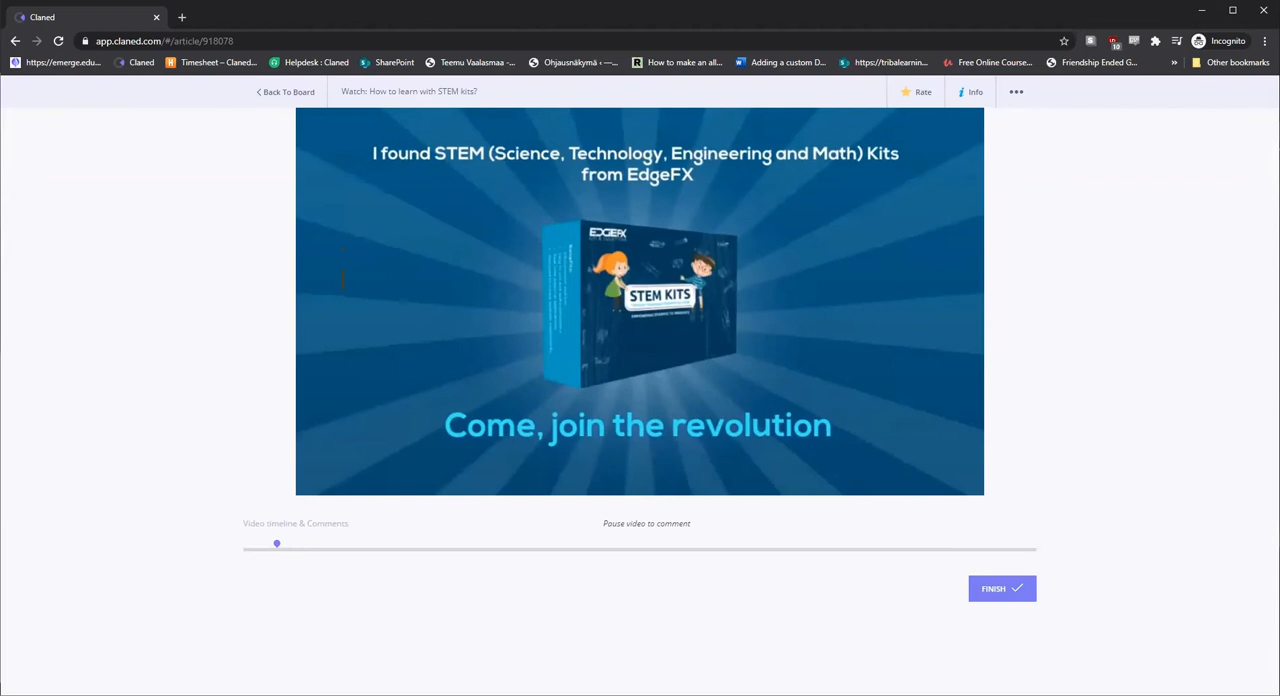 Claned
app.claned.com/#/article/918078
Incognito
https://emerge.edu...
Claned
Timesheet – Claned...
Helpdesk : Claned
SharePoint
Teemu Vaalasmaa -...
Ohjausnäkymä ‹ —...
How to make an all...
Adding a custom D...
https://tribalearnin...
Free Online Course...
Friendship Ended G...
»
Other bookmarks
Back To Board
Watch: How to learn with STEM kits?
Rate
Info
I found STEM (Science, Technology, Engineering and Math) Kits
from EdgeFX
EDGEFX
STEM KITS
Come, join the revolution
Video timeline & Comments
Pause video to comment
FINISH